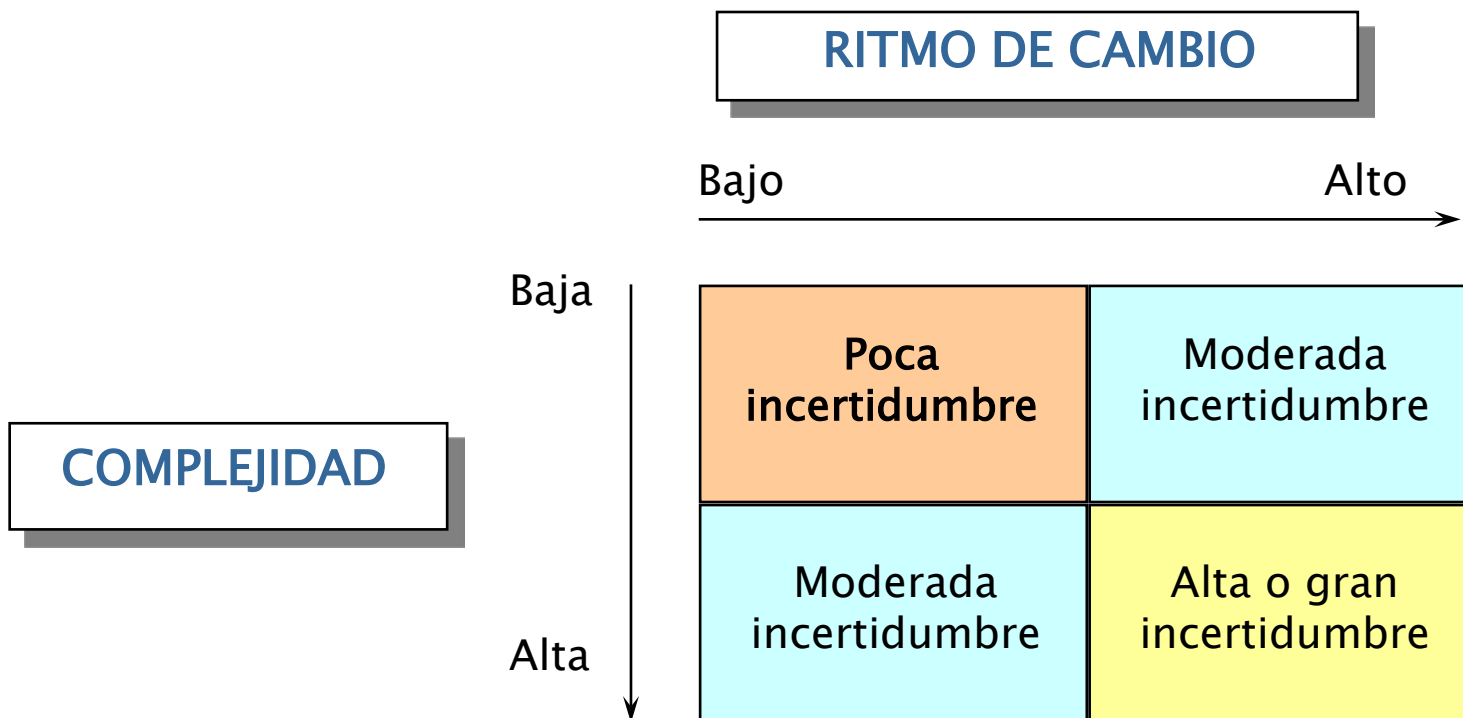 RITMO DE CAMBIO
Bajo
Alto
Baja
Poca
incertidumbre
Moderada
incertidumbre
COMPLEJIDAD
Moderada
incertidumbre
Alta o gran
incertidumbre
Alta